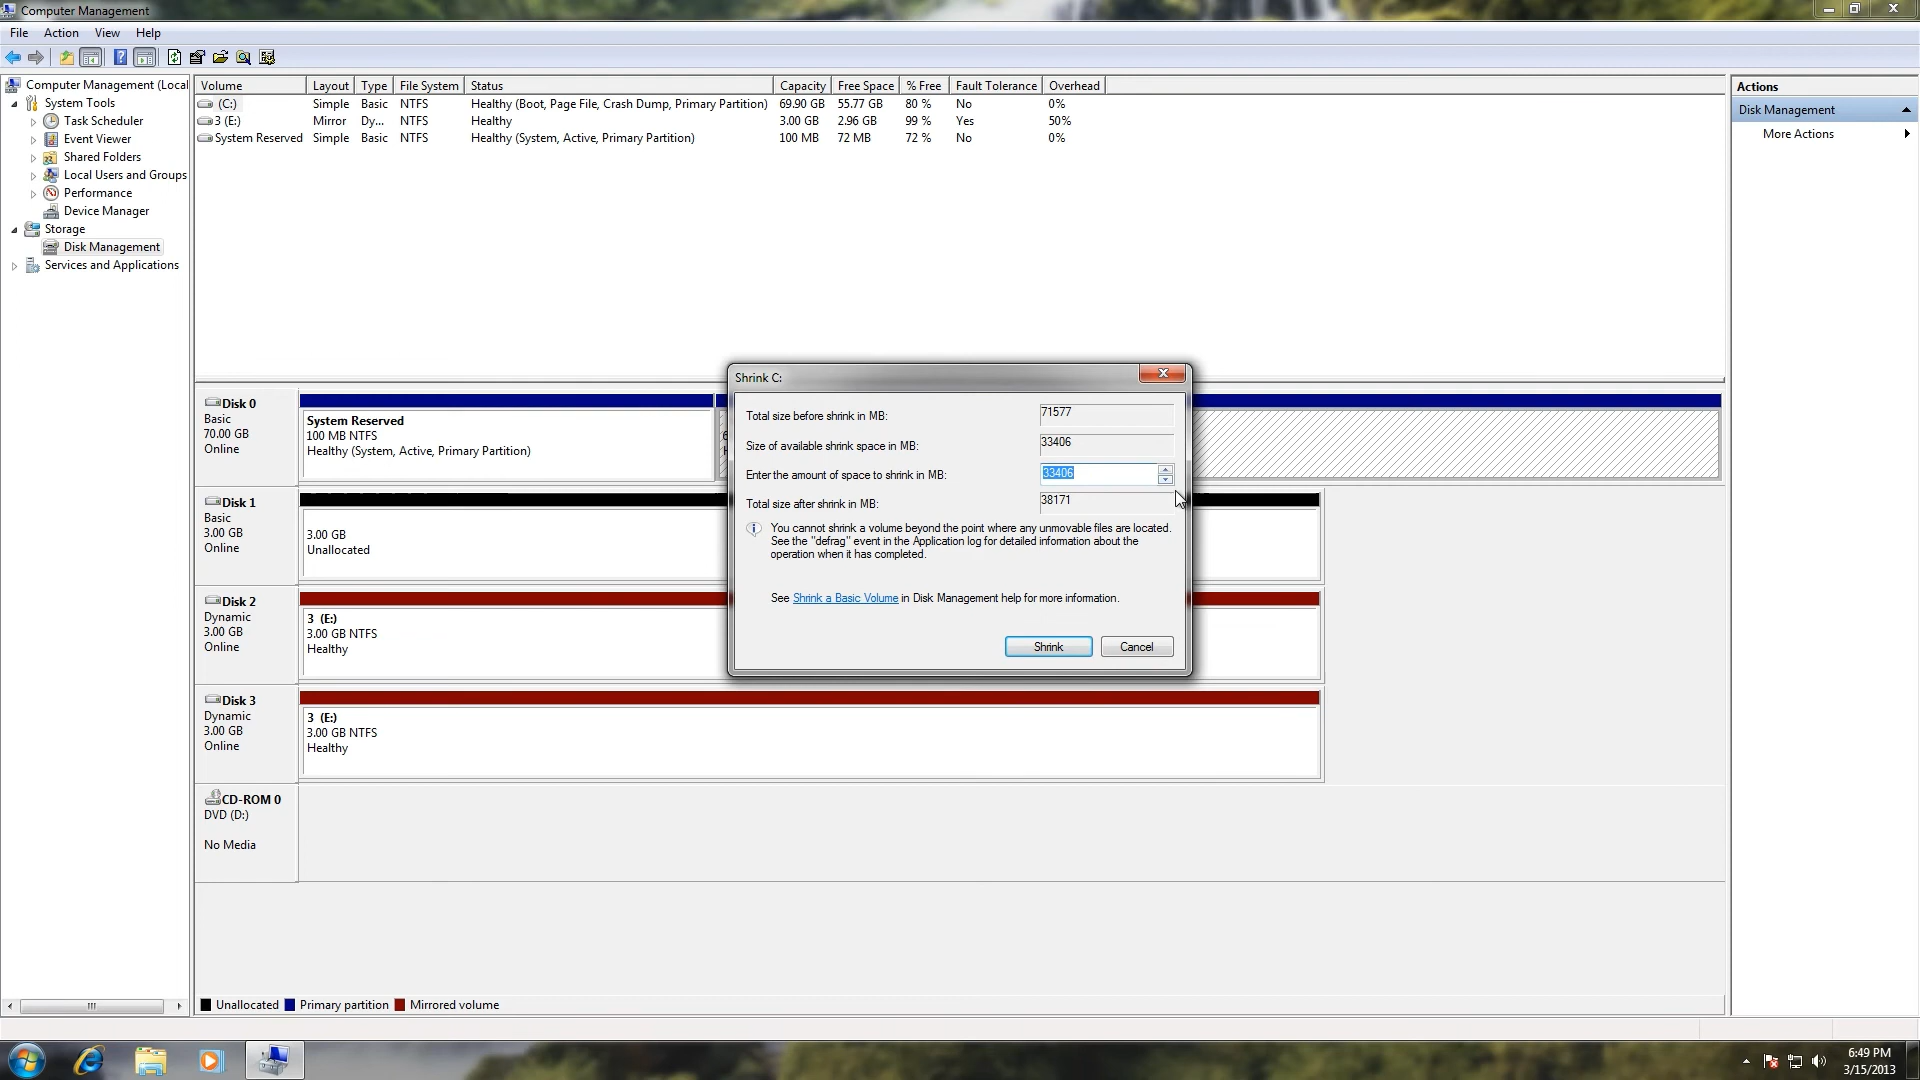 Computer Management
File Action View Help
Computer Management (Local
System Tools
Task Scheduler
Event Viewer
Shared Folders
Local Users and Groups
Performance
Device Manager
Storage
Disk Management
Services and Applications
Volume Layout Type File System Status Capacity Free Space % Free Fault Tolerance Overhead
(C:) Simple Basic NTFS Healthy (Boot, Page File, Crash Dump, Primary Partition) 69.90 GB 55.77 GB 80 % No 0%
3 (E:) Mirror Dy... NTFS Healthy 3.00 GB 2.96 GB 99 % Yes 50%
System Reserved Simple Basic NTFS Healthy (System, Active, Primary Partition) 100 MB 72 MB 72 % No 0%
Actions
Disk Management
More Actions
Disk 0
Basic
70.00 GB
Online
System Reserved
100 MB NTFS
Healthy (System, Active, Primary Partition)
Disk 1
Basic
3.00 GB
Online
3.00 GB
Unallocated
Disk 2
Dynamic
3.00 GB
Online
3 (E:)
3.00 GB NTFS
Healthy
Disk 3
Dynamic
3.00 GB
Online
3 (E:)
3.00 GB NTFS
Healthy
CD-ROM 0
DVD (D:)
No Media
Unallocated Primary partition Mirrored volume
Shrink C:
Total size before shrink in MB: 71577
Size of available shrink space in MB: 33406
Enter the amount of space to shrink in MB: 33406
Total size after shrink in MB: 38171
You cannot shrink a volume beyond the point where any unmovable files are located.
See the "defrag" event in the Application log for detailed information about the
operation when it has completed.
See Shrink a Basic Volume in Disk Management help for more information.
Shrink Cancel
6:49 PM
3/15/2013